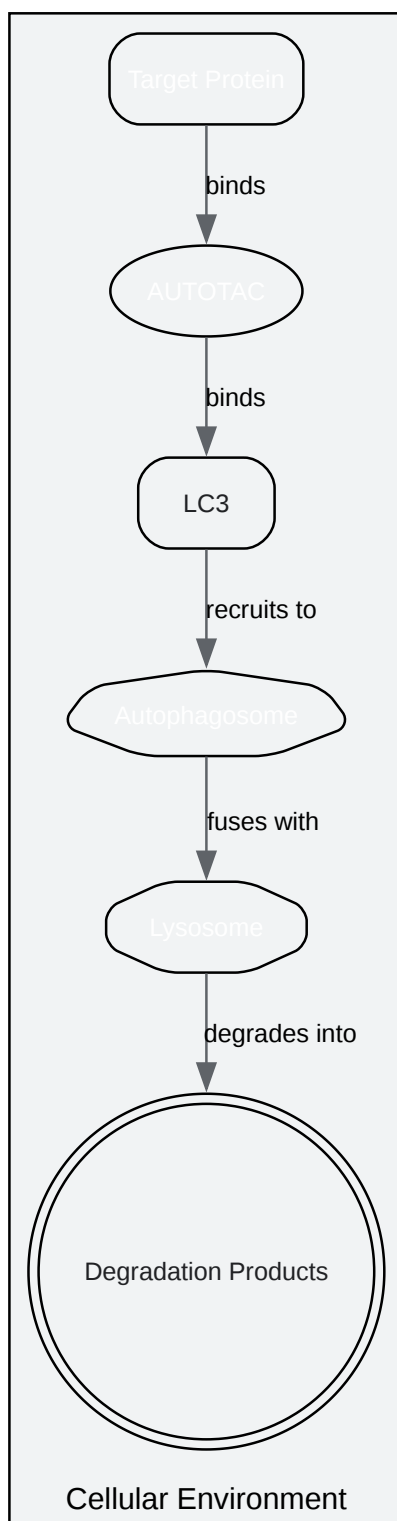 Target Protein
binds
AUTOTAC
binds
LC3
recruits to
Autophagosome
fuses with
Lysosome
degrades into
Degradation Products
Cellular Environment